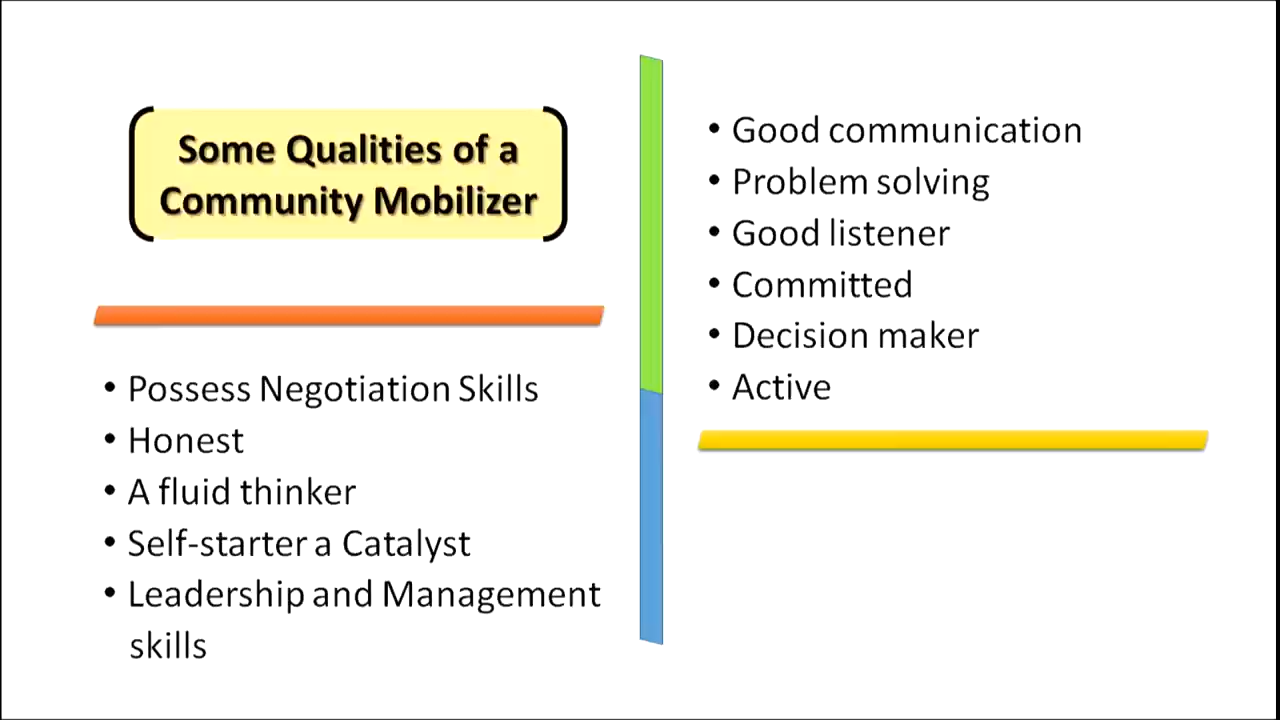 Some Qualities of a
Community Mobilizer
• Possess Negotiation Skills
• Honest
• A fluid thinker
• Self-starter a Catalyst
• Leadership and Management
skills
• Good communication
• Problem solving
• Good listener
• Committed
• Decision maker
• Active